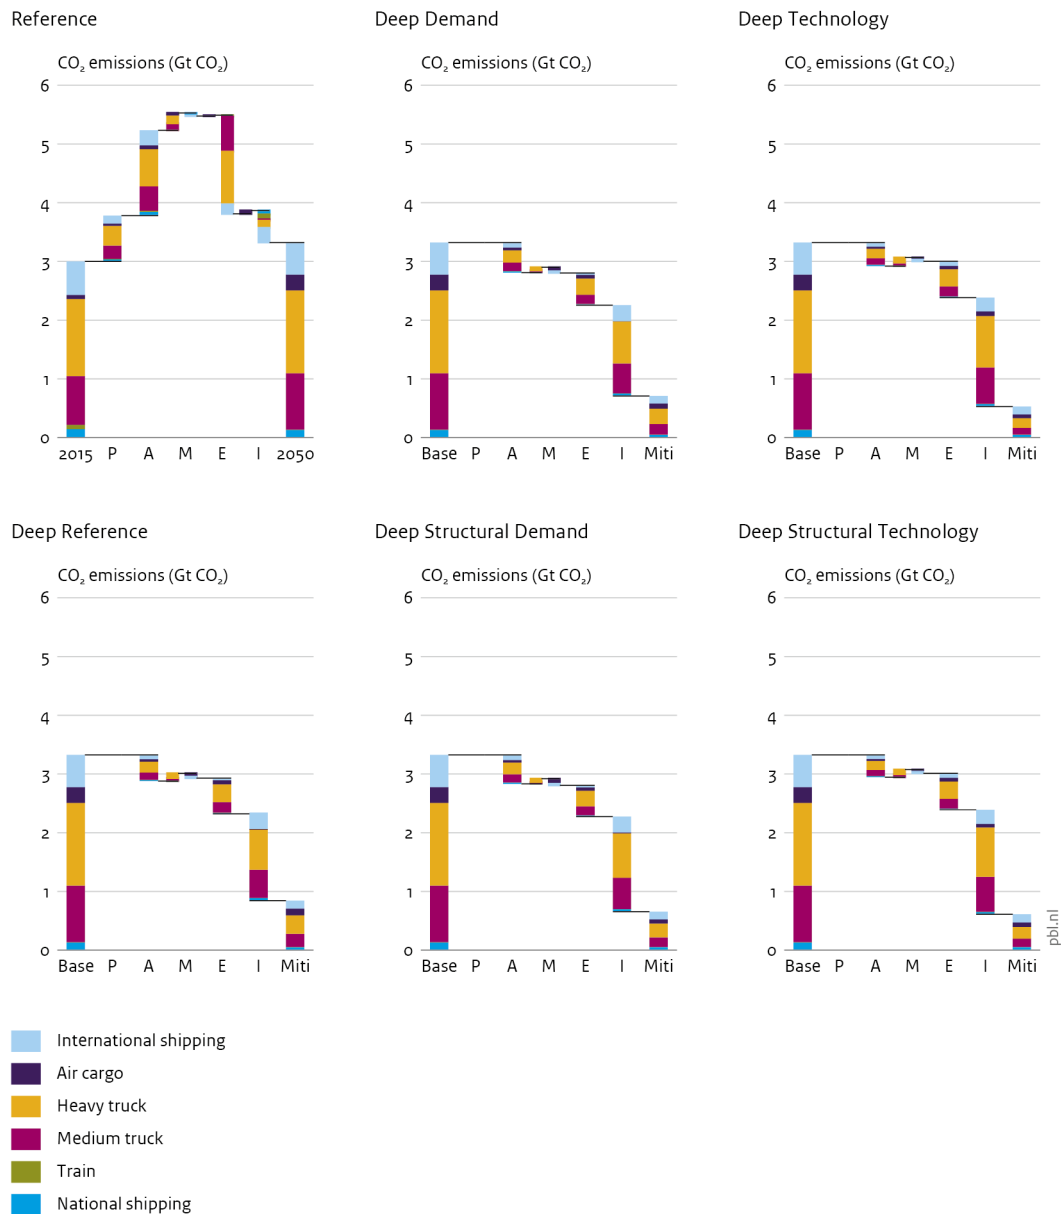 Reference
CO₂ emissions (Gt CO₂)
6
5
4
3
2
1
0
2015 P A M E I 2050
Deep Demand
CO₂ emissions (Gt CO₂)
6
5
4
3
2
1
0
Base P A M E I Miti
Deep Technology
CO₂ emissions (Gt CO₂)
6
5
4
3
2
1
0
Base P A M E I Miti
Deep Reference
CO₂ emissions (Gt CO₂)
6
5
4
3
2
1
0
Base P A M E I Miti
Deep Structural Demand
CO₂ emissions (Gt CO₂)
6
5
4
3
2
1
0
Base P A M E I Miti
Deep Structural Technology
CO₂ emissions (Gt CO₂)
6
5
4
3
2
1
0
Base P A M E I Miti
pbl.nl
International shipping
Air cargo
Heavy truck
Medium truck
Train
National shipping